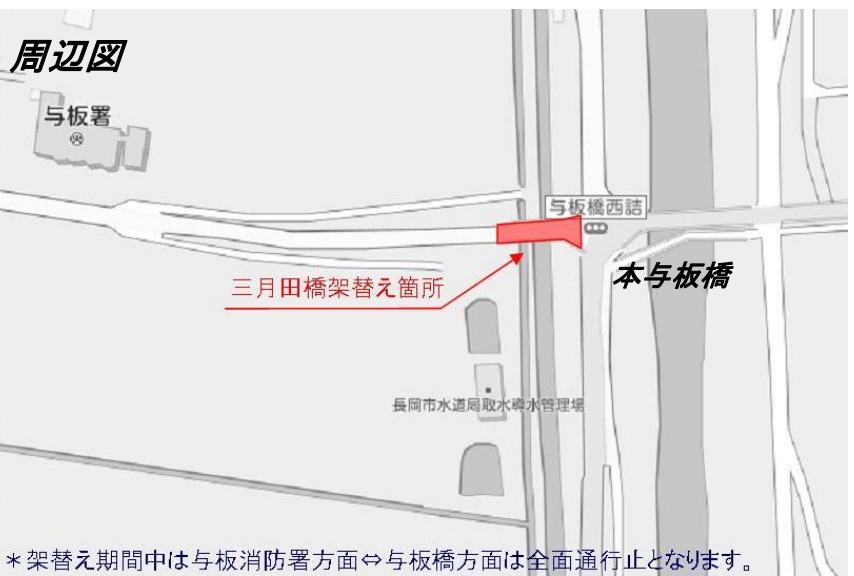 周辺図
与板署
与板橋西詰
本与板橋
三月田橋架替え箇所
長岡市水道局取水導水管理場
＊架替え期間中は与板消防署方面⇔与板橋方面は全面通行止となります。